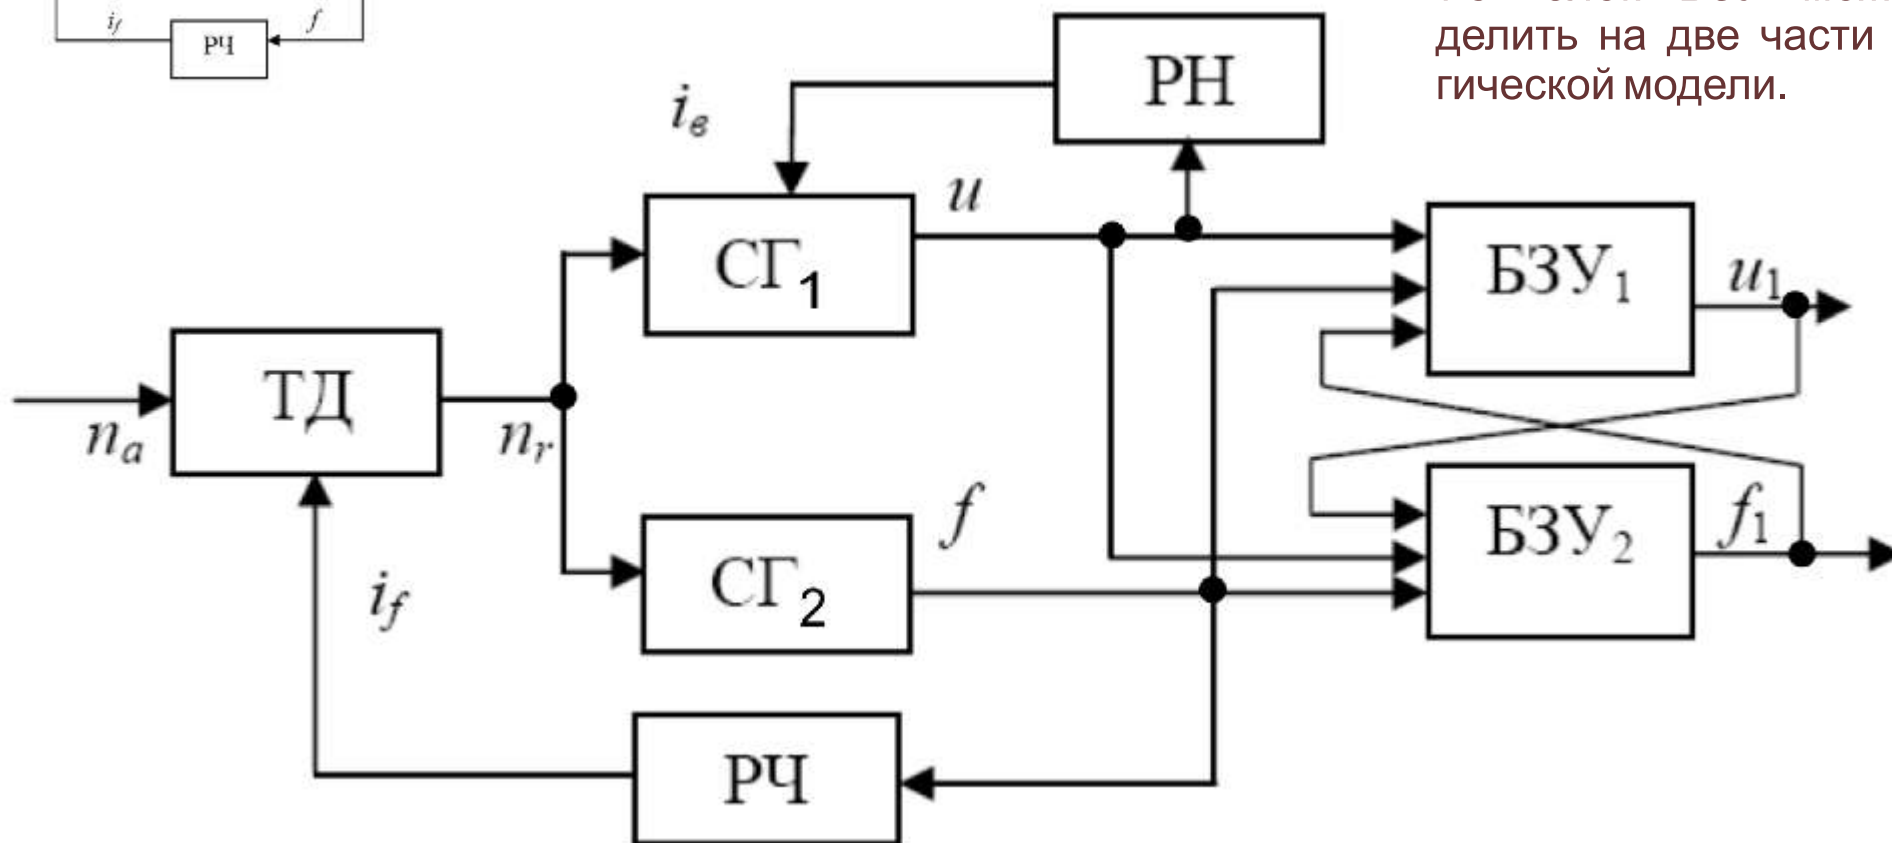 i_f
f
РЧ
делить на две части
гической модели.
РН
i_в
u
СГ₁
БЗУ₁
u₁
ТД
n_a
n_r
f
СГ₂
БЗУ₂
f₁
i_f
РЧ